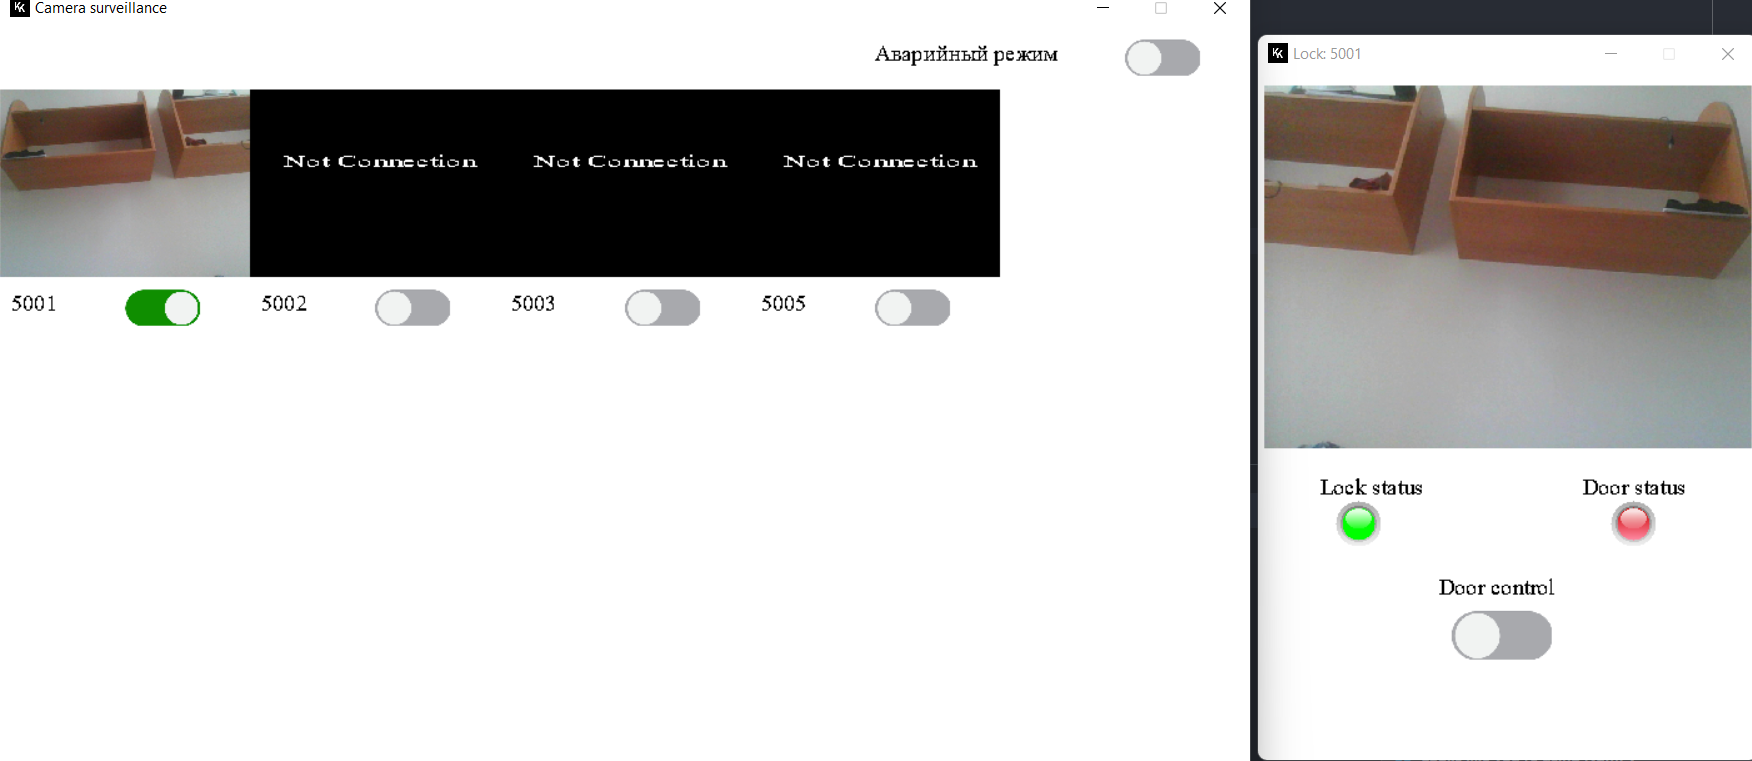 Camera surveillance
Аварийный режим
Not Connection
Not Connection
Not Connection
5001
5002
5003
5005
Lock: 5001
Lock status
Door status
Door control